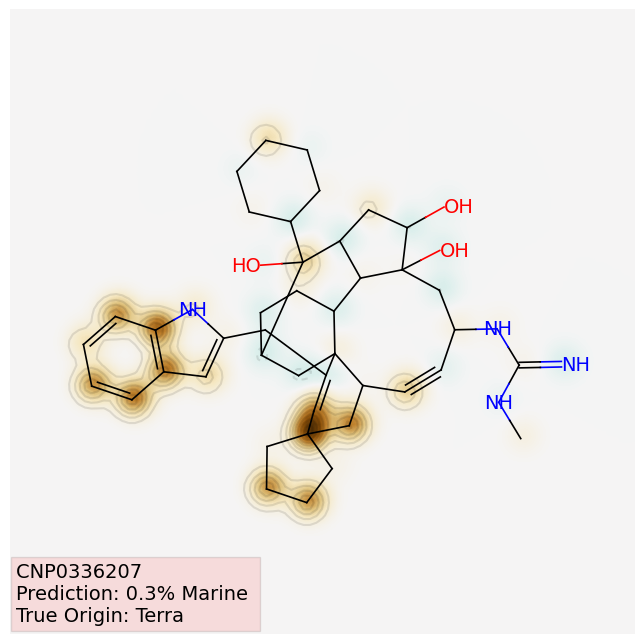 OH
OH
HO
NH
NH
NH
NH
CNP0336207
Prediction: 0.3% Marine
True Origin: Terra